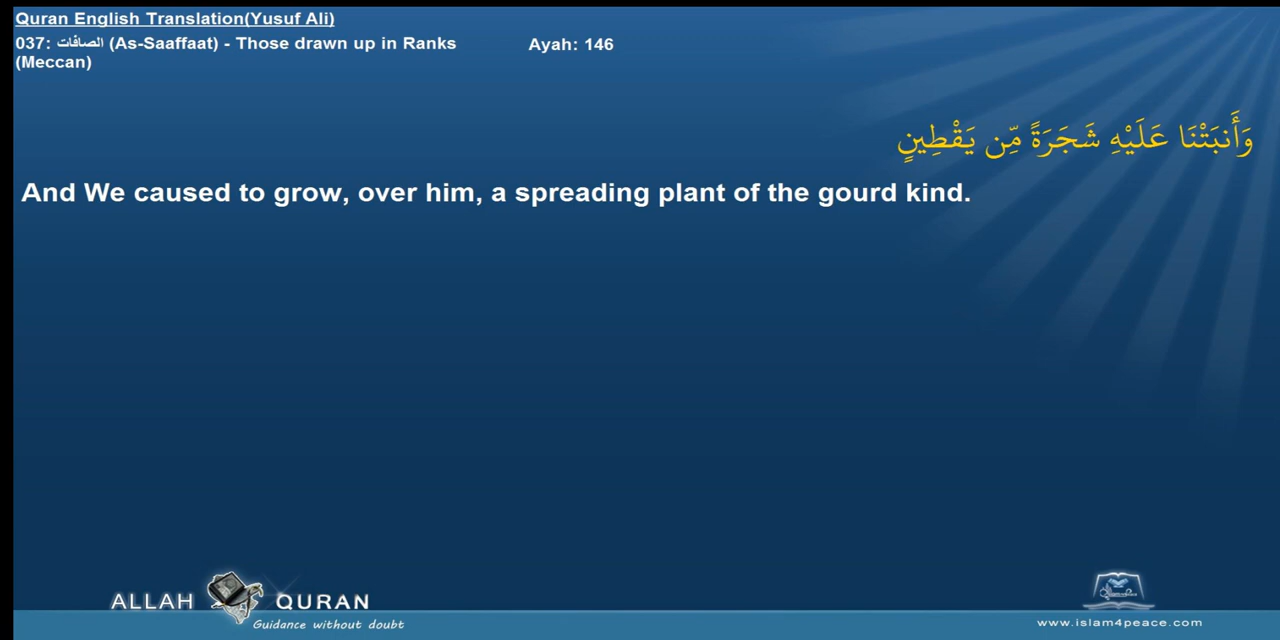 Quran English Translation(Yusuf Ali)
037: الصافات (As-Saaffaat) - Those drawn up in Ranks
(Meccan)
Ayah: 146
وَأَنبَتْنَا عَلَيْهِ شَجَرَةً مِّن يَقْطِينٍ
And We caused to grow, over him, a spreading plant of the gourd kind.
ALLAH QURAN
Guidance without doubt
www.islam4peace.com